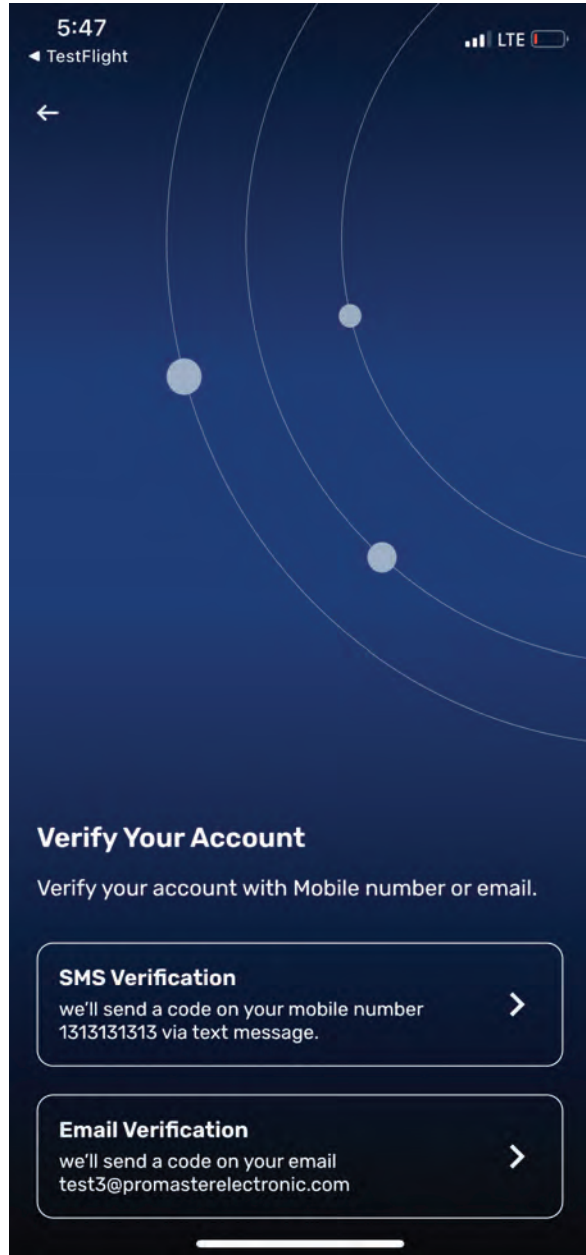 5:47
LTE
◀ TestFlight
Verify Your Account
Verify your account with Mobile number or email.
SMS Verification
we'll send a code on your mobile number
1313131313 via text message.
Email Verification
we'll send a code on your email
test3@promasterelectronic.com